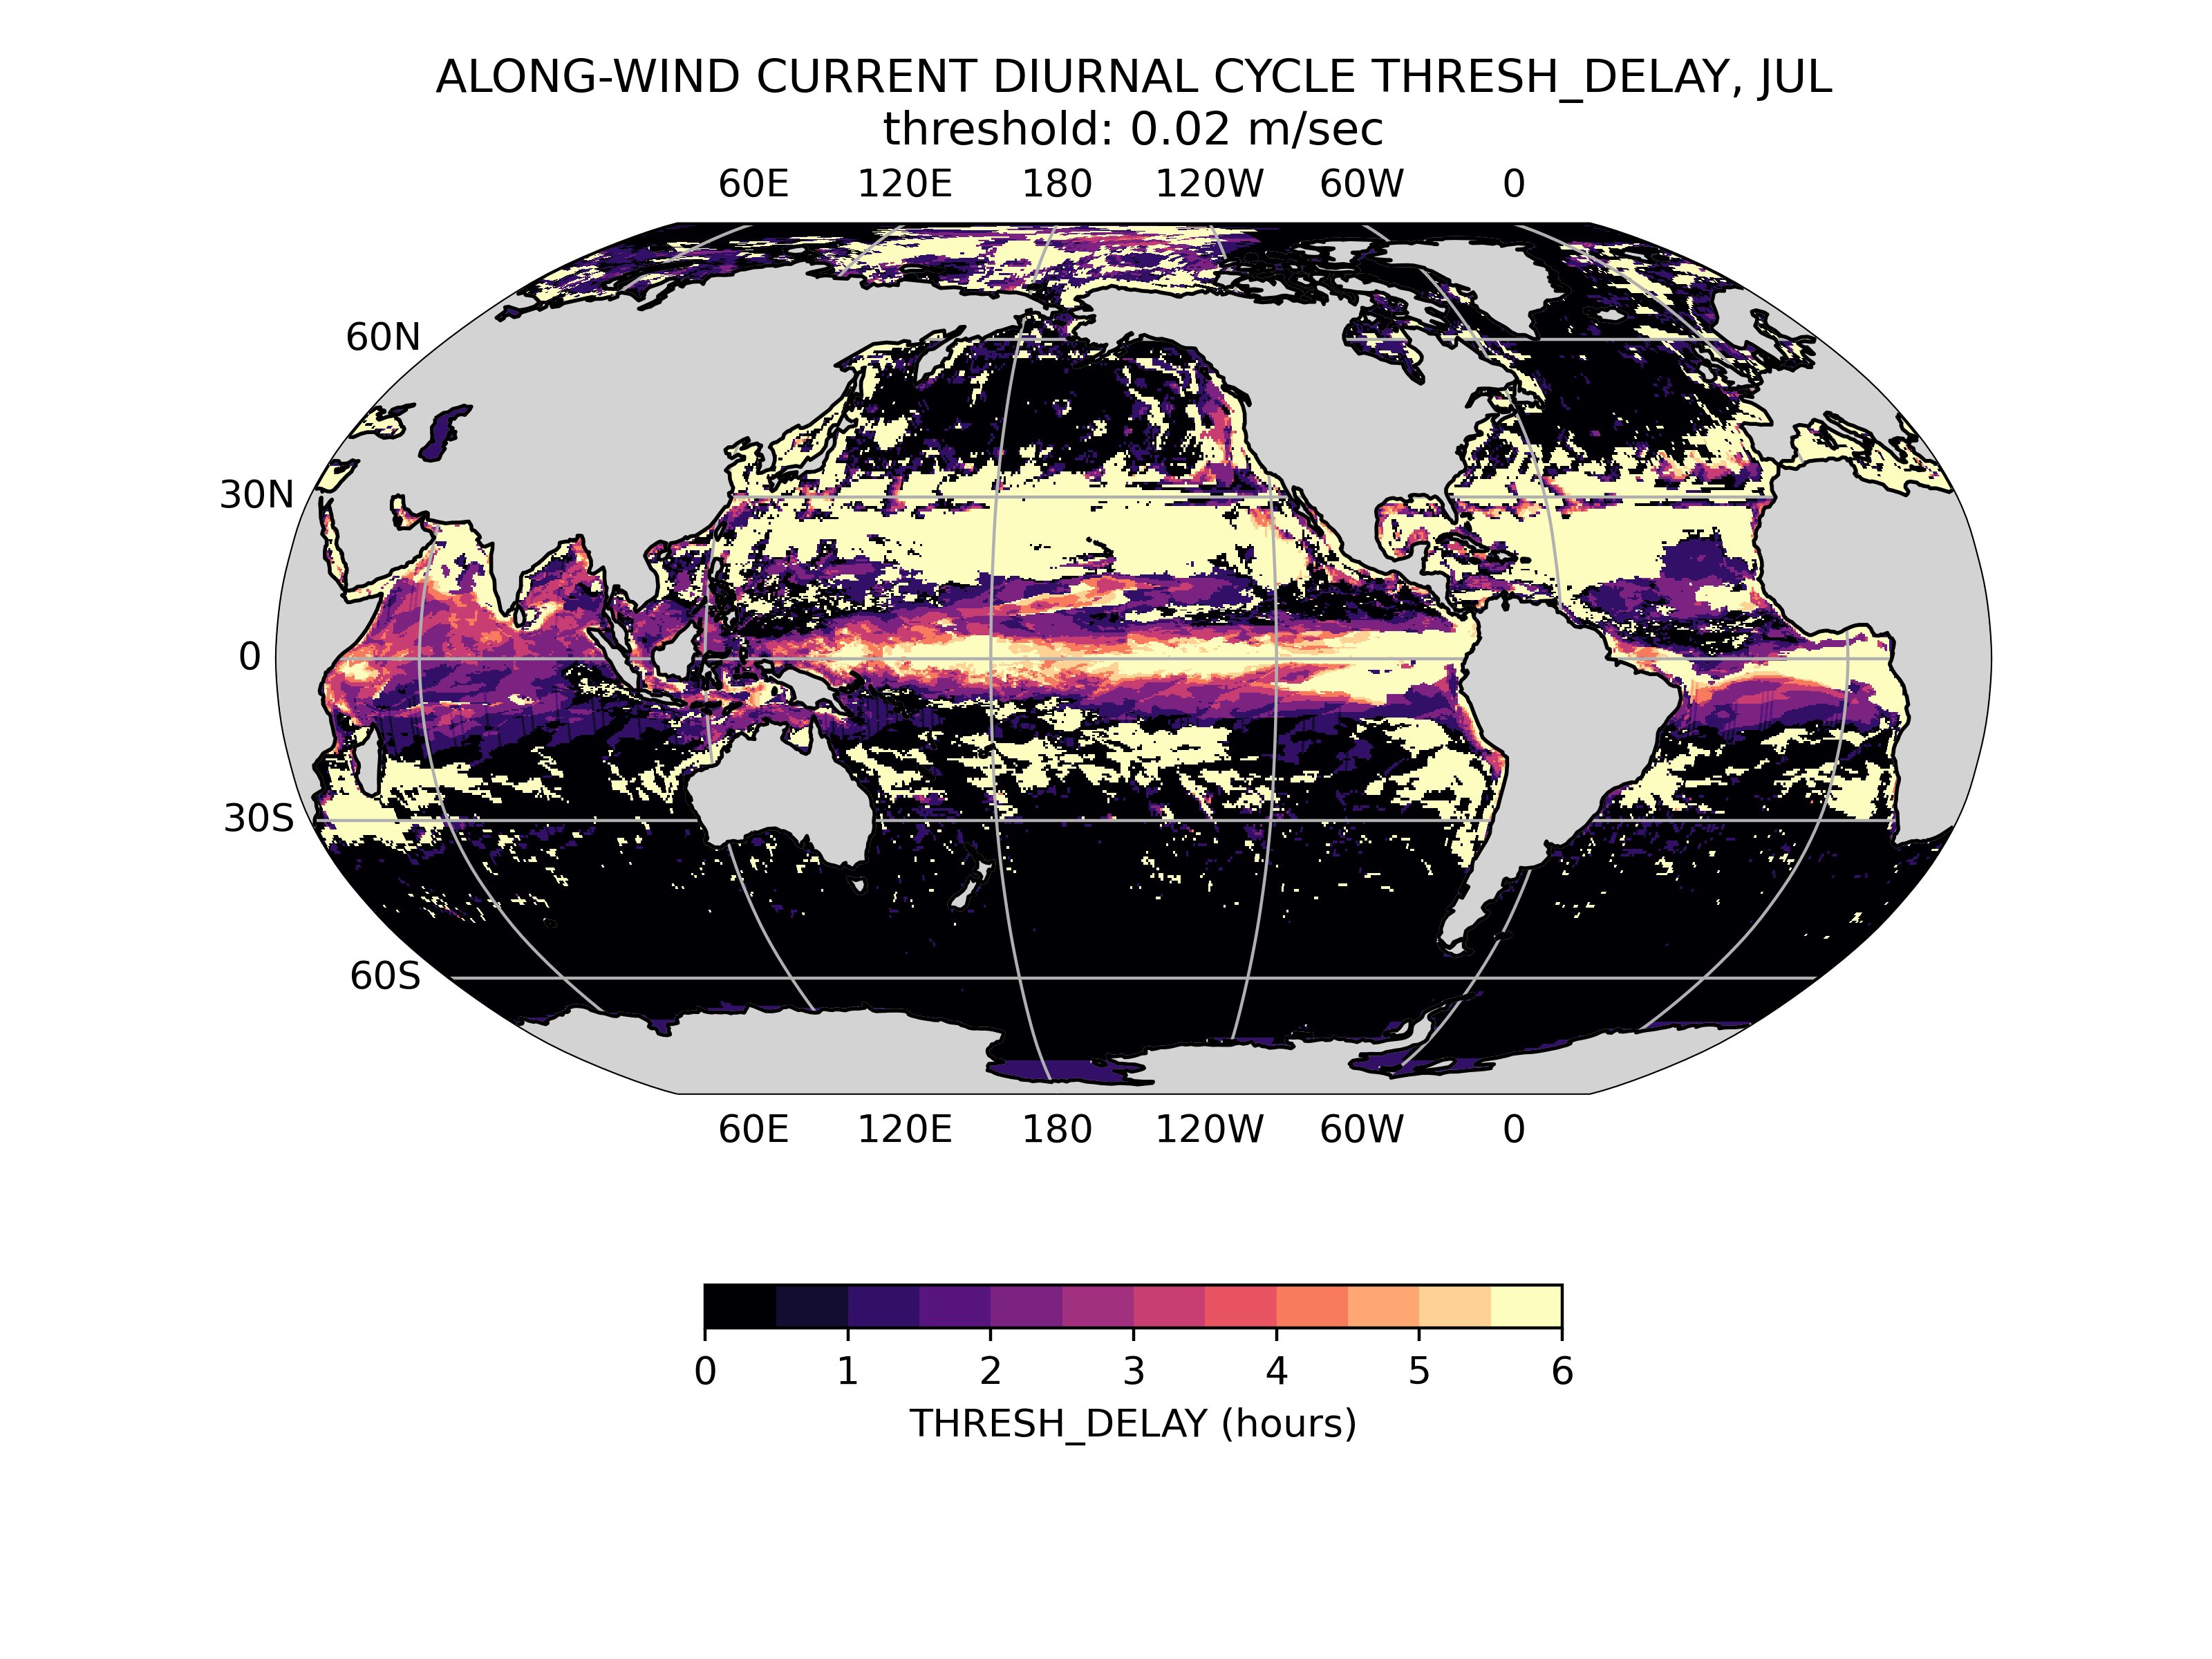 ALONG-WIND CURRENT DIURNAL CYCLE THRESH_DELAY, JUL
threshold: 0.02 m/sec
60E 120E 180 120W 60W 0
60N
30N
0
30S
60S
60E 120E 180 120W 60W 0
0 1 2 3 4 5 6
THRESH_DELAY (hours)